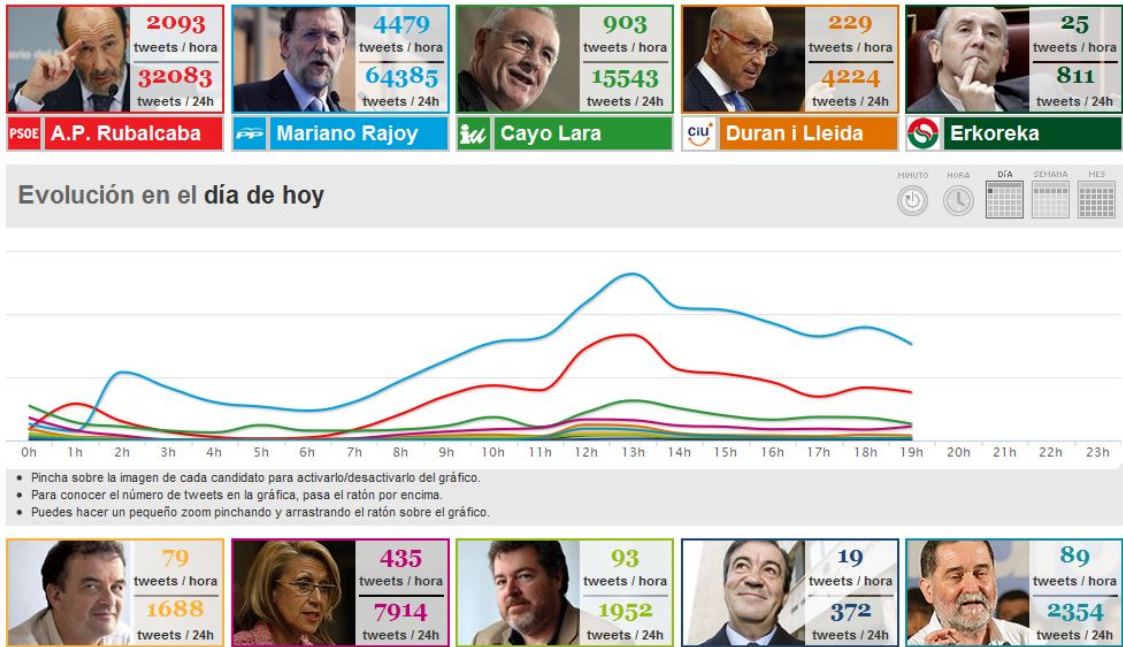 2093
tweets / hora
32083
tweets / 24h
PSOE A.P. Rubalcaba
4479
tweets / hora
64385
tweets / 24h
PP Mariano Rajoy
903
tweets / hora
15543
tweets / 24h
iu Cayo Lara
229
tweets / hora
4224
tweets / 24h
CiU Duran i Lleida
25
tweets / hora
811
tweets / 24h
Erkoreka
Evolución en el día de hoy
MINUTO HORA DÍA SEMANA MES
0h 1h 2h 3h 4h 5h 6h 7h 8h 9h 10h 11h 12h 13h 14h 15h 16h 17h 18h 19h 20h 21h 22h 23h
• Pincha sobre la imagen de cada candidato para activarlo/desactivarlo del gráfico.
• Para conocer el número de tweets en la gráfica, pasa el ratón por encima.
• Puedes hacer un pequeño zoom pinchando y arrastrando el ratón sobre el gráfico.
79
tweets / hora
1688
tweets / 24h
435
tweets / hora
7914
tweets / 24h
93
tweets / hora
1952
tweets / 24h
19
tweets / hora
372
tweets / 24h
89
tweets / hora
2354
tweets / 24h